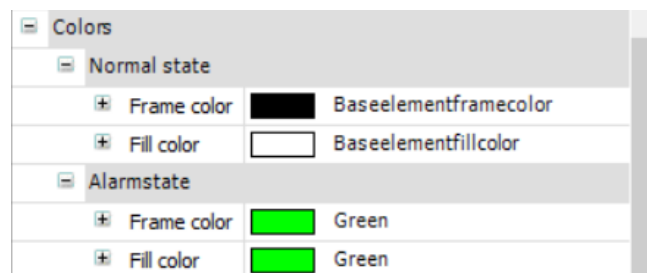 Colors
Normal state
Frame color Baseelementframecolor
Fill color Baseelementfillcolor
Alarmstate
Frame color Green
Fill color Green